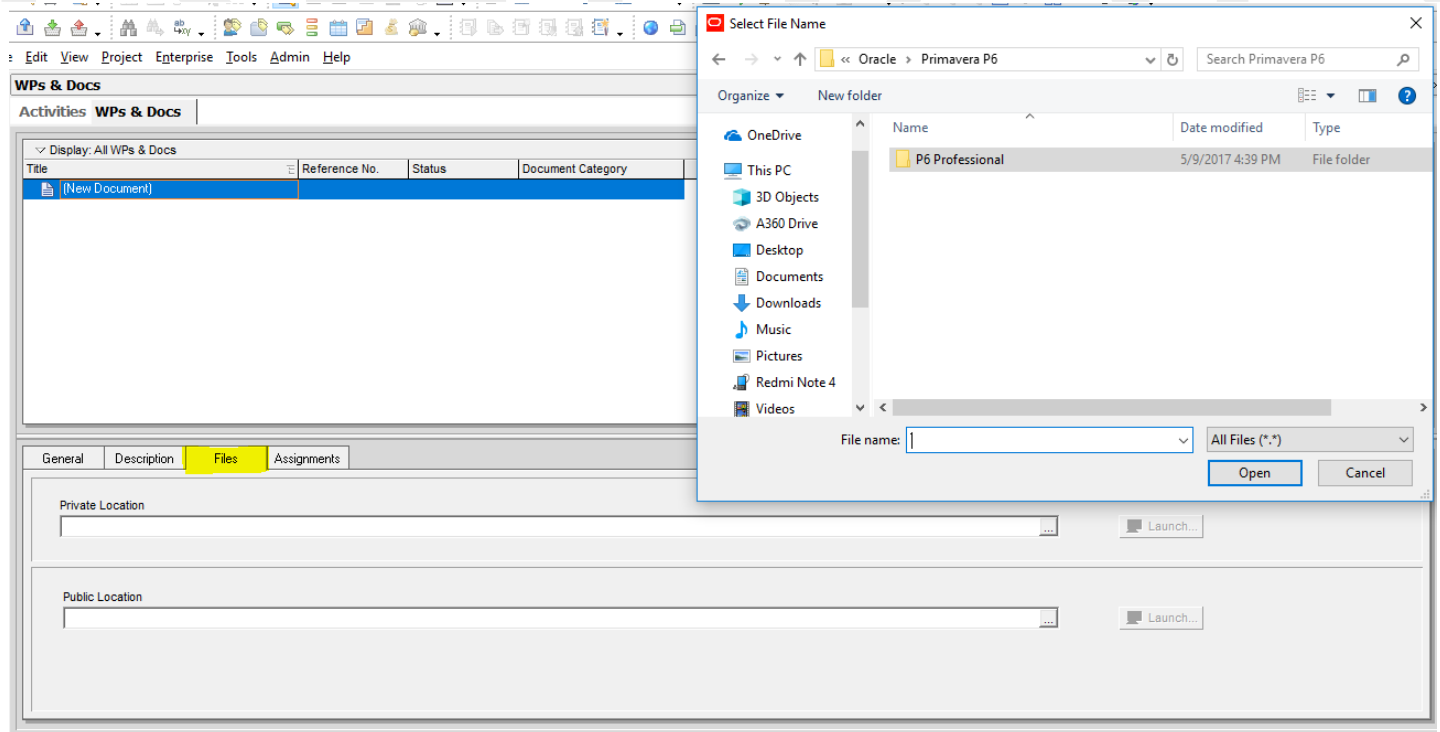 Select File Name
Edit View Project Enterprise Tools Admin Help
« Oracle > Primavera P6
Search Primavera P6
WPs & Docs
Activities WPs & Docs
Organize
New folder
Display: All WPs & Docs
Title
Reference No.
Status
Document Category
(New Document)
OneDrive
This PC
3D Objects
A360 Drive
Desktop
Documents
Downloads
Music
Pictures
Redmi Note 4
Videos
Name
Date modified
Type
P6 Professional
5/9/2017 4:39 PM
File folder
File name:
All Files (*.*)
Open
Cancel
General
Description
Files
Assignments
Private Location
...
Launch...
Public Location
...
Launch...